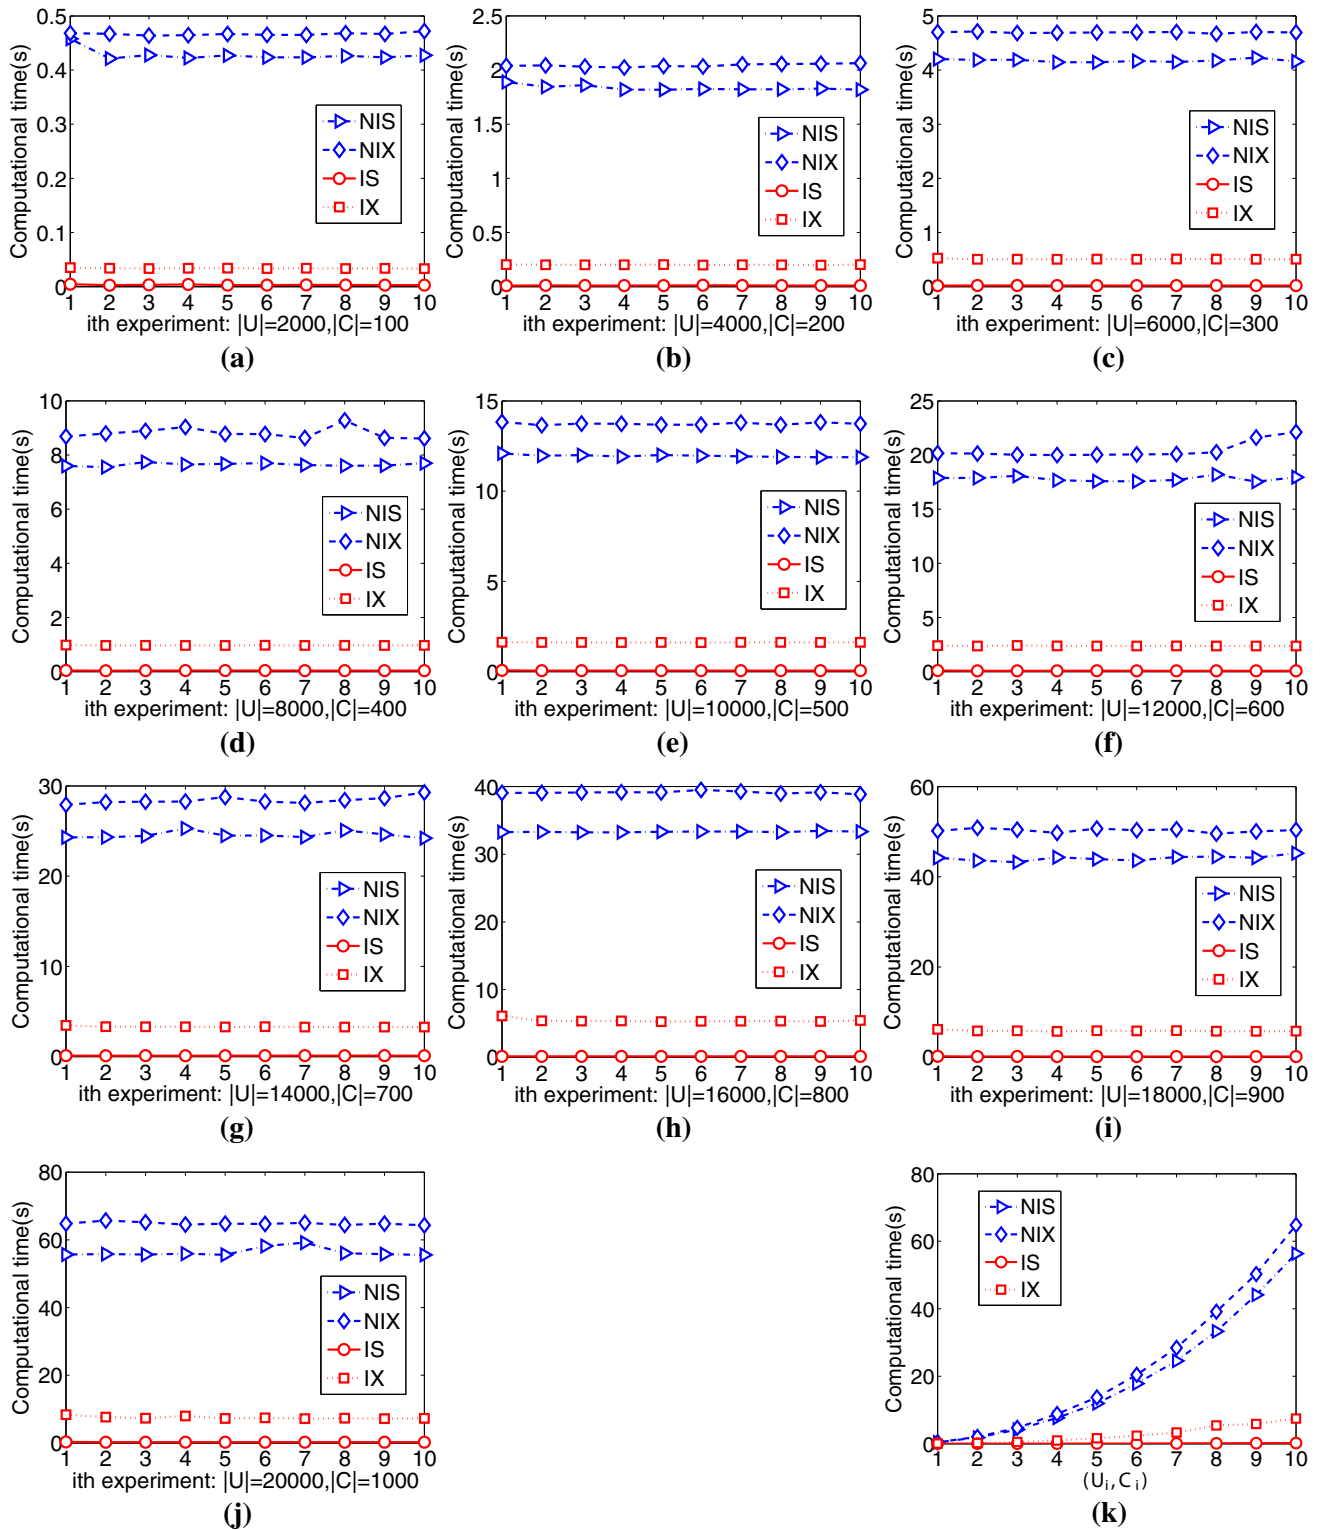 0.5
0.4
0.3
0.2
0.1
0
Computational time(s)
NIS
NIX
IS
IX
1 2 3 4 5 6 7 8 9 10
ith experiment: |U|=2000,|C|=100
(a)
2.5
2
1.5
1
0.5
0
Computational time(s)
NIS
NIX
IS
IX
1 2 3 4 5 6 7 8 9 10
ith experiment: |U|=4000,|C|=200
(b)
5
4
3
2
1
0
Computational time(s)
NIS
NIX
IS
IX
1 2 3 4 5 6 7 8 9 10
ith experiment: |U|=6000,|C|=300
(c)
10
8
6
4
2
0
Computational time(s)
NIS
NIX
IS
IX
1 2 3 4 5 6 7 8 9 10
ith experiment: |U|=8000,|C|=400
(d)
15
10
5
0
Computational time(s)
NIS
NIX
IS
IX
1 2 3 4 5 6 7 8 9 10
ith experiment: |U|=10000,|C|=500
(e)
25
20
15
10
5
0
Computational time(s)
NIS
NIX
IS
IX
1 2 3 4 5 6 7 8 9 10
ith experiment: |U|=12000,|C|=600
(f)
30
20
10
0
Computational time(s)
NIS
NIX
IS
IX
1 2 3 4 5 6 7 8 9 10
ith experiment: |U|=14000,|C|=700
(g)
40
30
20
10
0
Computational time(s)
NIS
NIX
IS
IX
1 2 3 4 5 6 7 8 9 10
ith experiment: |U|=16000,|C|=800
(h)
60
40
20
0
Computational time(s)
NIS
NIX
IS
IX
1 2 3 4 5 6 7 8 9 10
ith experiment: |U|=18000,|C|=900
(i)
80
60
40
20
0
Computational time(s)
NIS
NIX
IS
IX
1 2 3 4 5 6 7 8 9 10
ith experiment: |U|=20000,|C|=1000
(j)
80
60
40
20
0
Computational time(s)
NIS
NIX
IS
IX
1 2 3 4 5 6 7 8 9 10
(Ui,Ci)
(k)